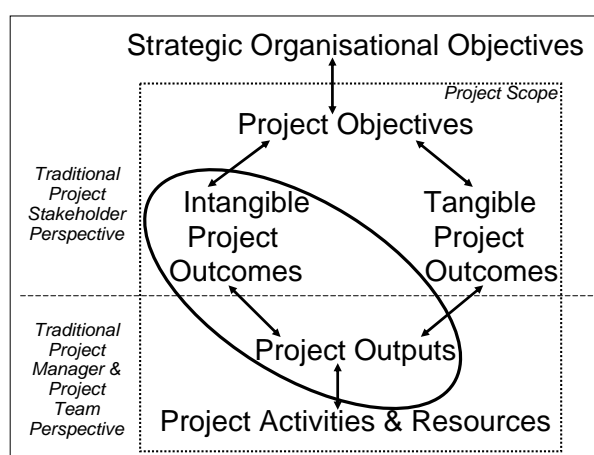 Strategic Organisational Objectives
Project Scope
Project Objectives
Traditional
Project
Stakeholder
Perspective
Intangible
Project
Outcomes
Tangible
Project
Outcomes
Traditional
Project
Manager &
Project
Team
Perspective
Project Outputs
Project Activities & Resources